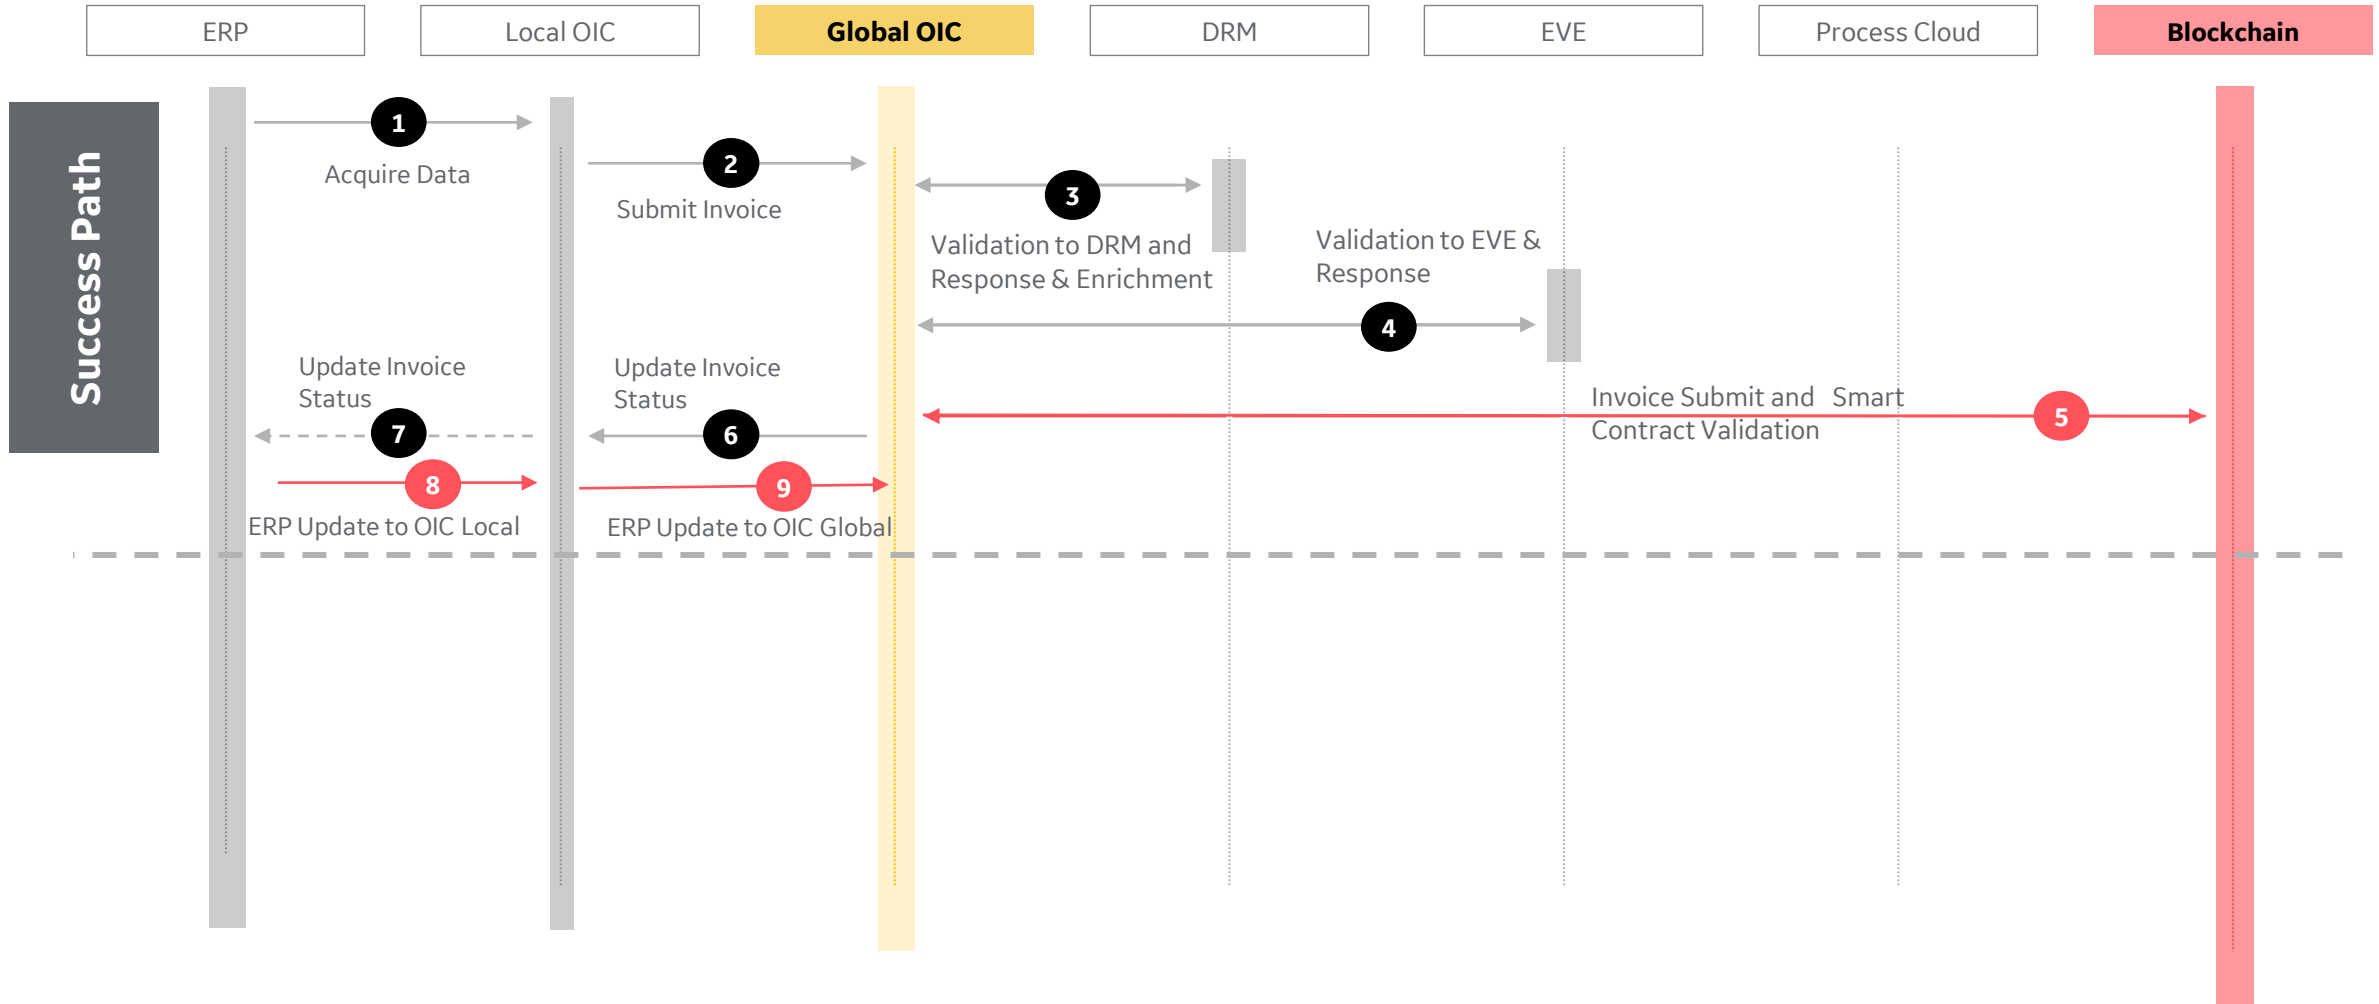 ERP
Local OIC
Global OIC
DRM
EVE
Process Cloud
Blockchain
Success Path
1
Acquire Data
2
Submit Invoice
3
Validation to DRM and
Response & Enrichment
Validation to EVE &
Response
4
Update Invoice
Status
7
Update Invoice
Status
6
Invoice Submit and Smart
Contract Validation
5
8
ERP Update to OIC Local
9
ERP Update to OIC Global